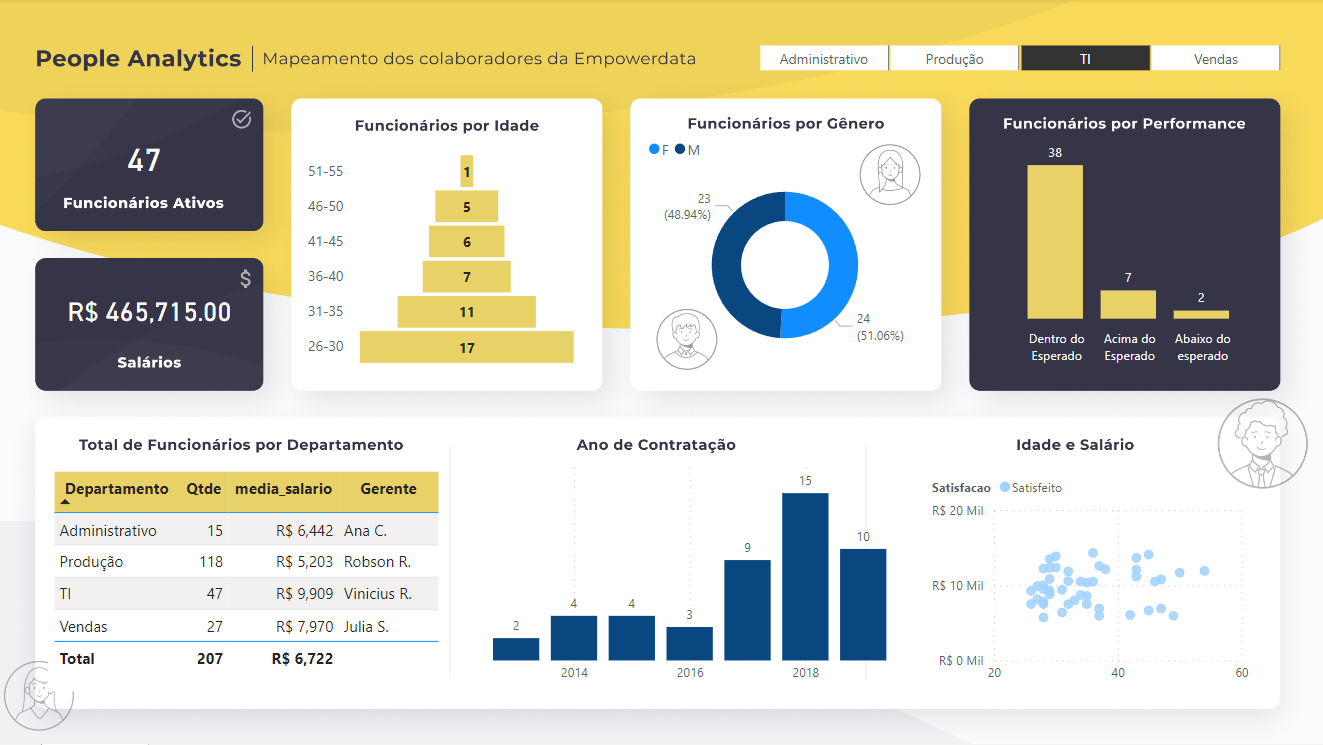 People Analytics
Mapeamento dos colaboradores da Empowerdata
Administrativo
Produção
TI
Vendas
47
Funcionários Ativos
$
R$ 465,715.00
Salários
Funcionários por Idade
51-55
1
46-50
5
41-45
6
36-40
7
31-35
11
26-30
17
Funcionários por Gênero
F
M
23
(48.94%)
24
(51.06%)
Funcionários por Performance
38
7
2
Dentro do
Esperado
Acima do
Esperado
Abaixo do
esperado
Total de Funcionários por Departamento
Departamento Qtde media_salario Gerente
Administrativo 15 R$ 6,442 Ana C.
Produção 118 R$ 5,203 Robson R.
TI 47 R$ 9,909 Vinicius R.
Vendas 27 R$ 7,970 Julia S.
Total 207 R$ 6,722
Ano de Contratação
2
4
4
3
9
15
10
2014
2016
2018
Idade e Salário
Satisfacao Satisfeito
R$ 20 Mil
R$ 10 Mil
R$ 0 Mil
20
40
60